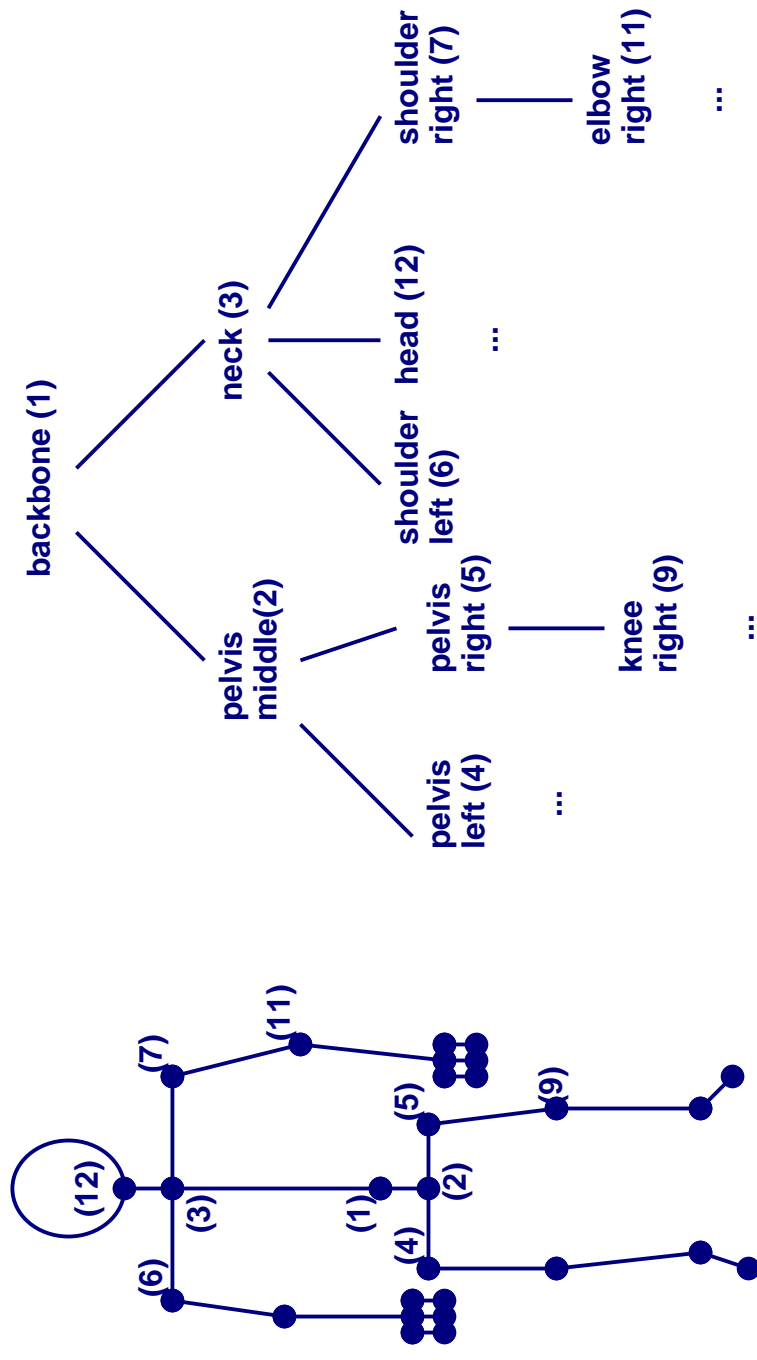 backbone (1)
pelvis
middle(2)
neck (3)
pelvis
left (4)
pelvis
right (5)
shoulder
left (6)
head (12)
shoulder
right (7)
...
knee
right (9)
...
...
elbow
right (11)
...
(12)
(6)
(3)
(7)
(11)
(1)
(4)
(2)
(5)
(9)